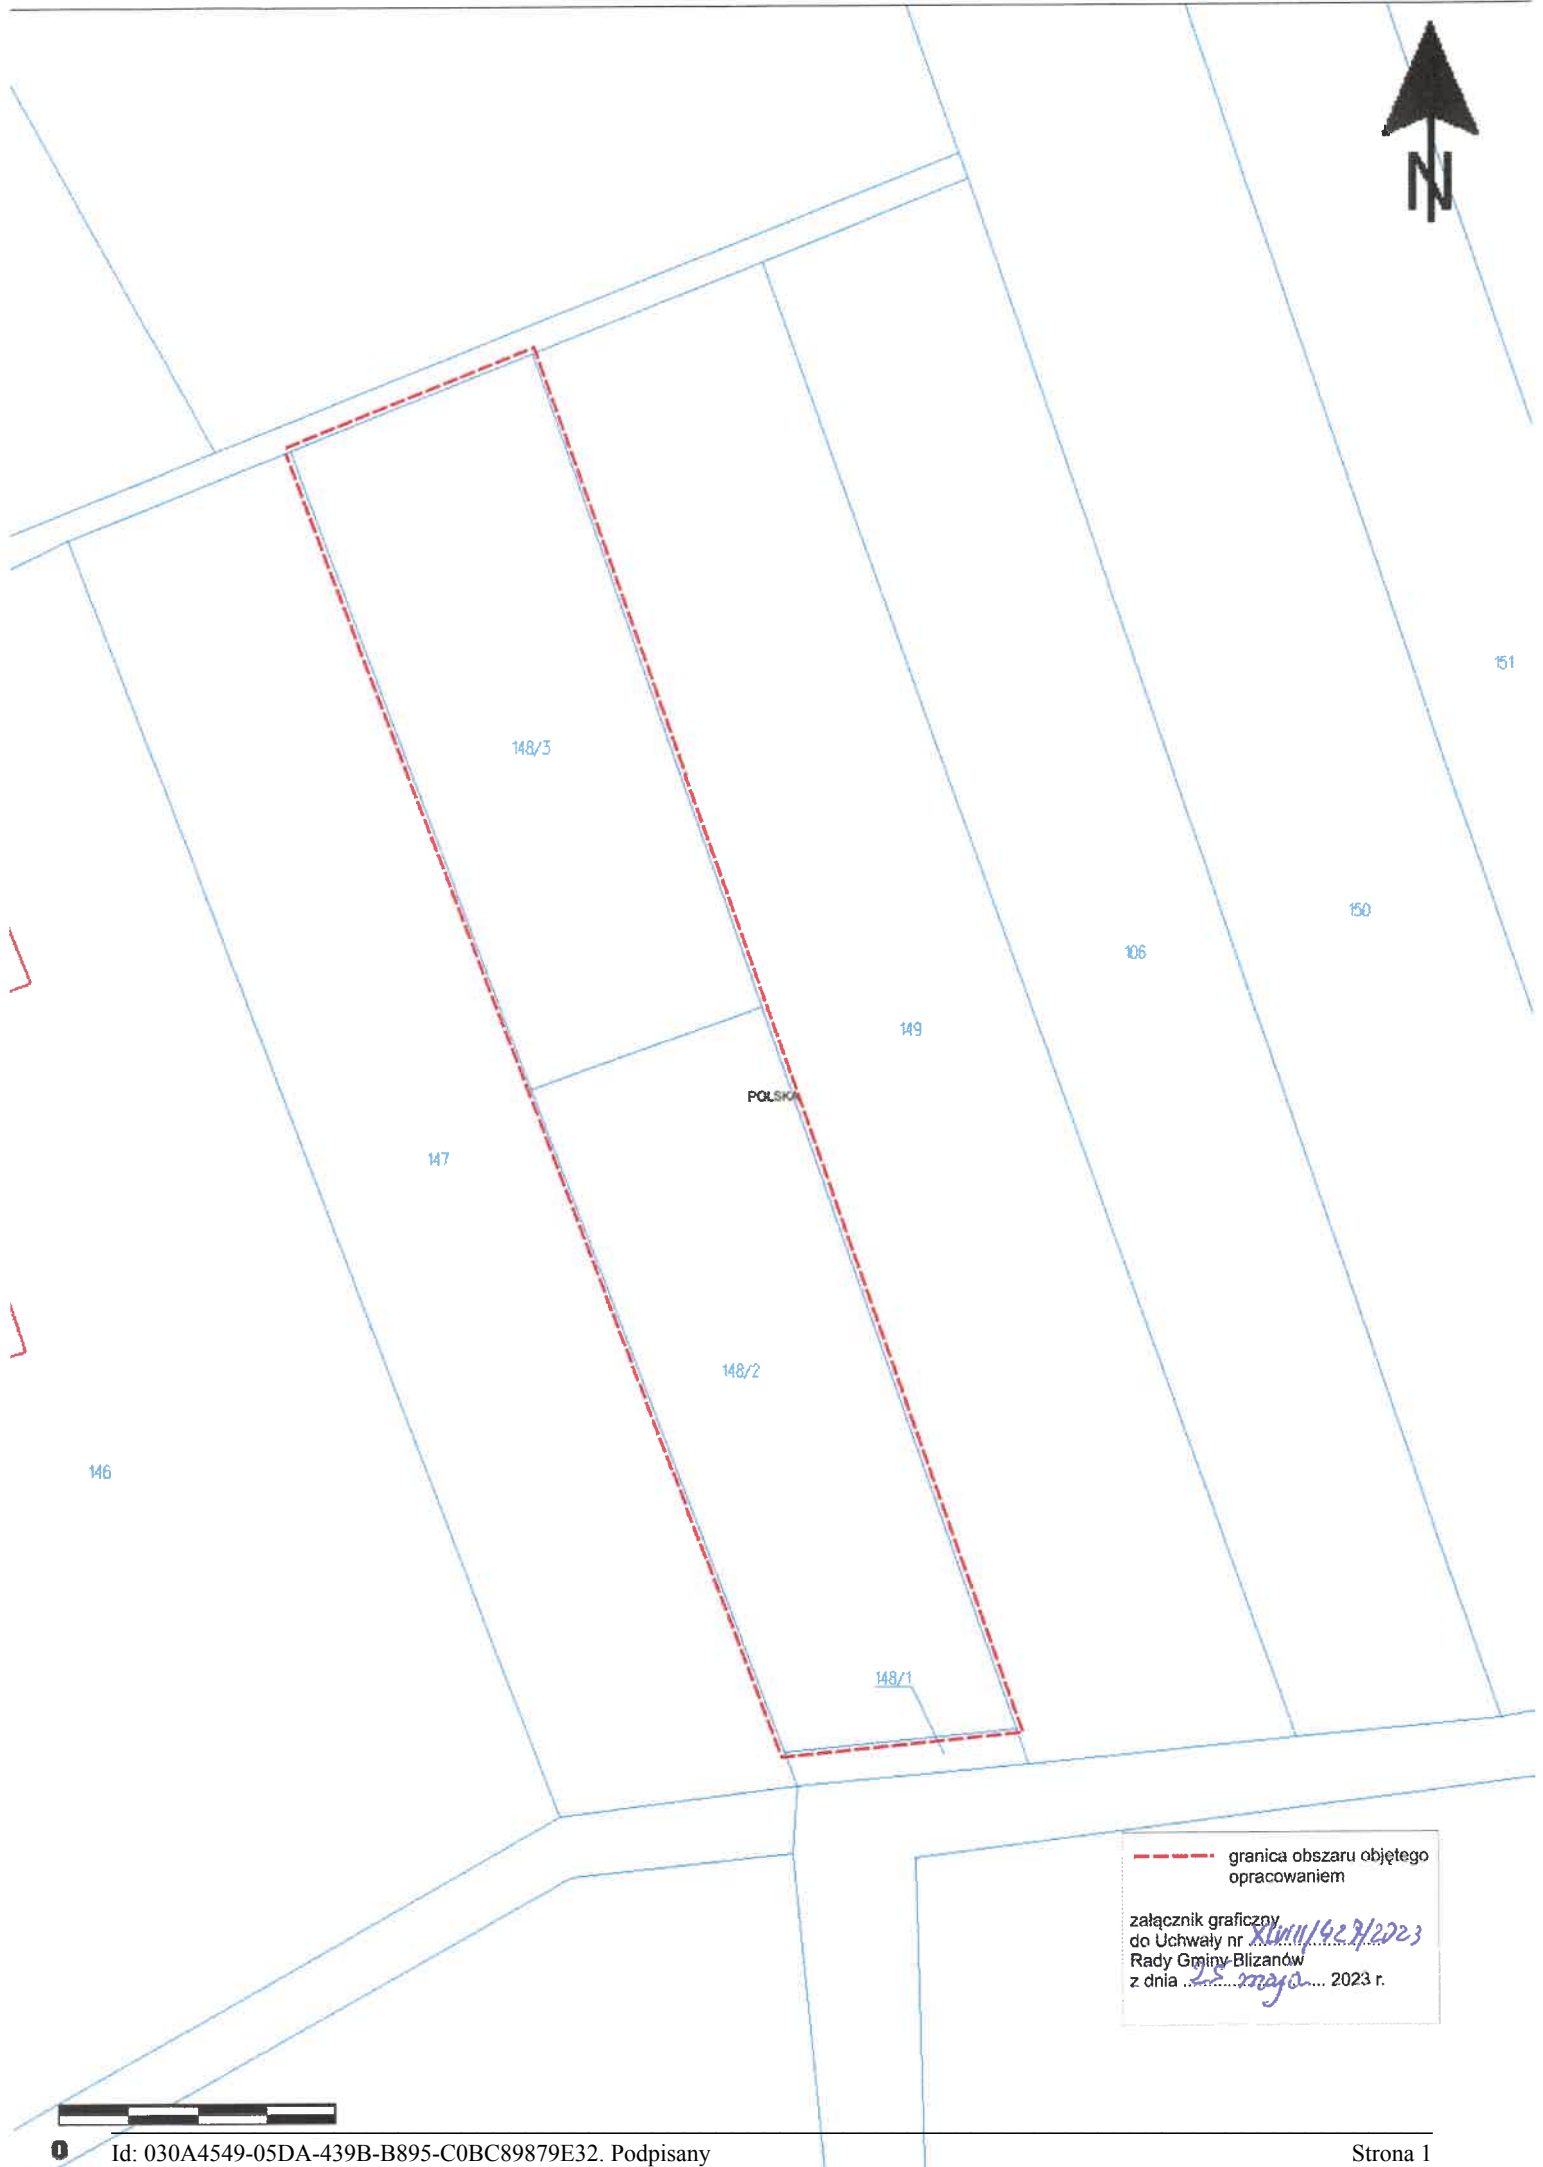 N
151
148/3
150
106
149
POLSKA
147
148/2
146
148/1
granica obszaru objętego
opracowaniem
załącznik graficzny
do Uchwały nr XLVIII/427/2023
Rady Gminy Blizanów
z dnia 25 maja 2023 r.
0
Id: 030A4549-05DA-439B-B895-C0BC89879E32. Podpisany
Strona 1